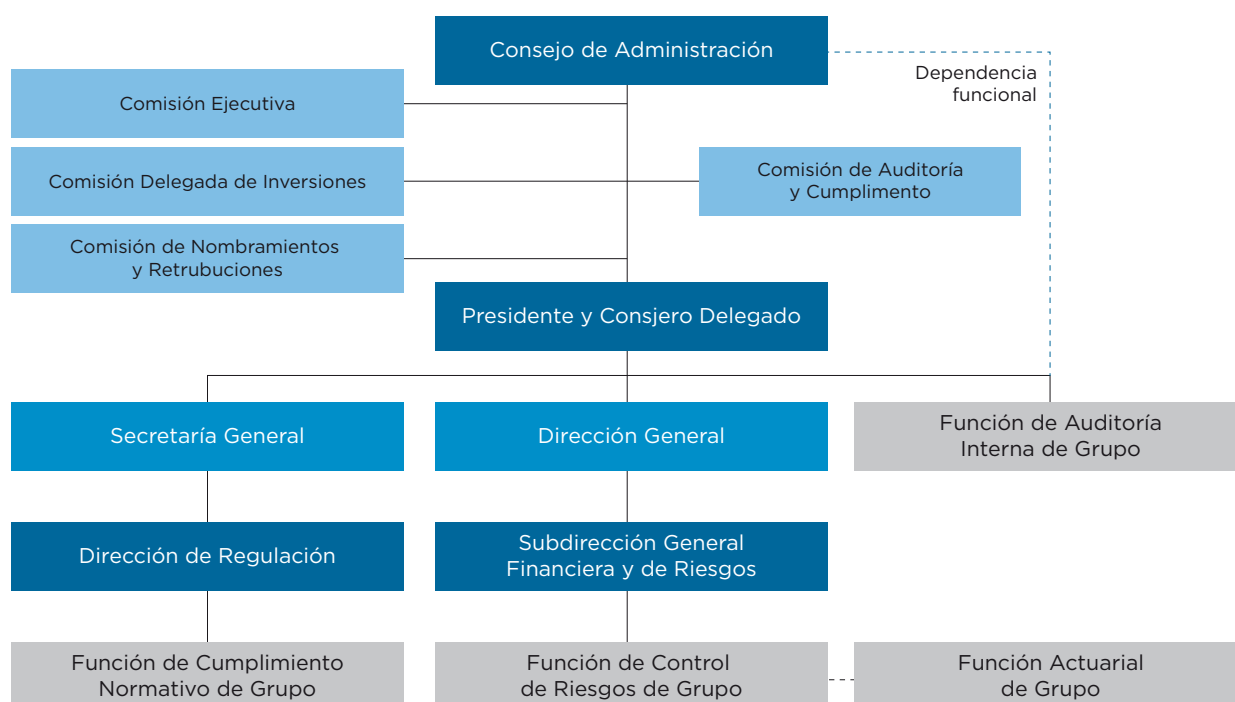 Consejo de Administración
Dependencia
funcional
Comisión Ejecutiva
Comisión Delegada de Inversiones
Comisión de Auditoría
y Cumplimento
Comisión de Nombramientos
y Retrubuciones
Presidente y Consjero Delegado
Secretaría General
Dirección General
Función de Auditoría
Interna de Grupo
Dirección de Regulación
Subdirección General
Financiera y de Riesgos
Función de Cumplimiento
Normativo de Grupo
Función de Control
de Riesgos de Grupo
Función Actuarial
de Grupo